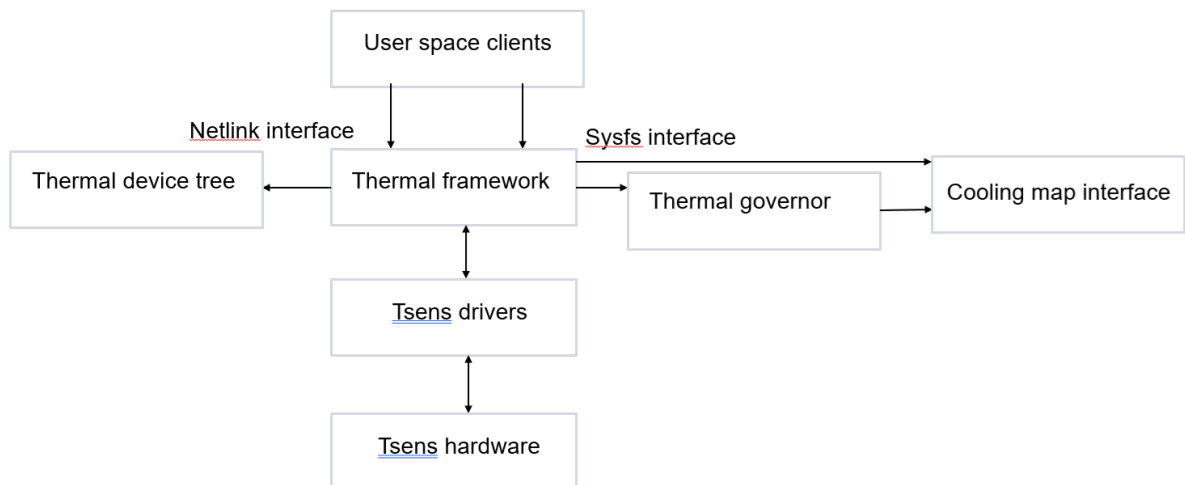 User space clients
Netlink interface
Sysfs interface
Thermal device tree
Thermal framework
Thermal governor
Cooling map interface
Tsens drivers
Tsens hardware